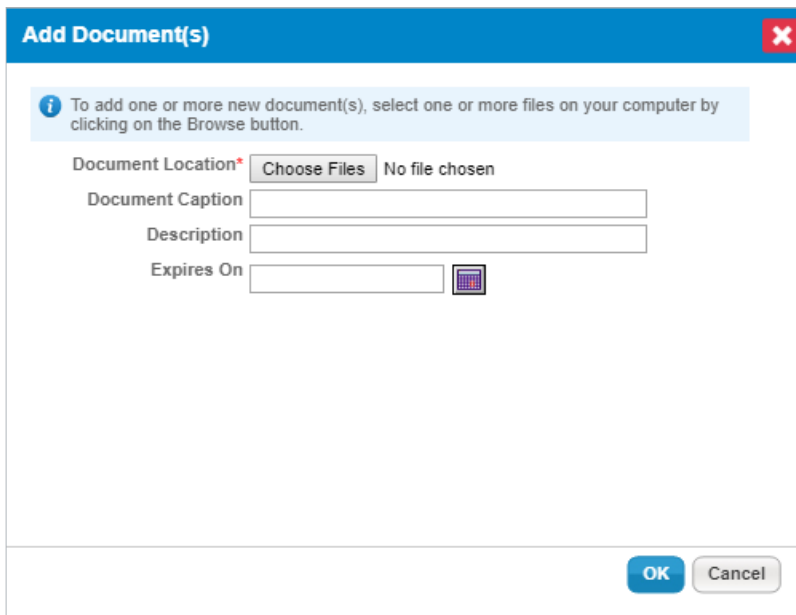 Add Document(s)
To add one or more new document(s), select one or more files on your computer by
clicking on the Browse button.
Document Location* Choose Files No file chosen
Document Caption
Description
Expires On
OK Cancel